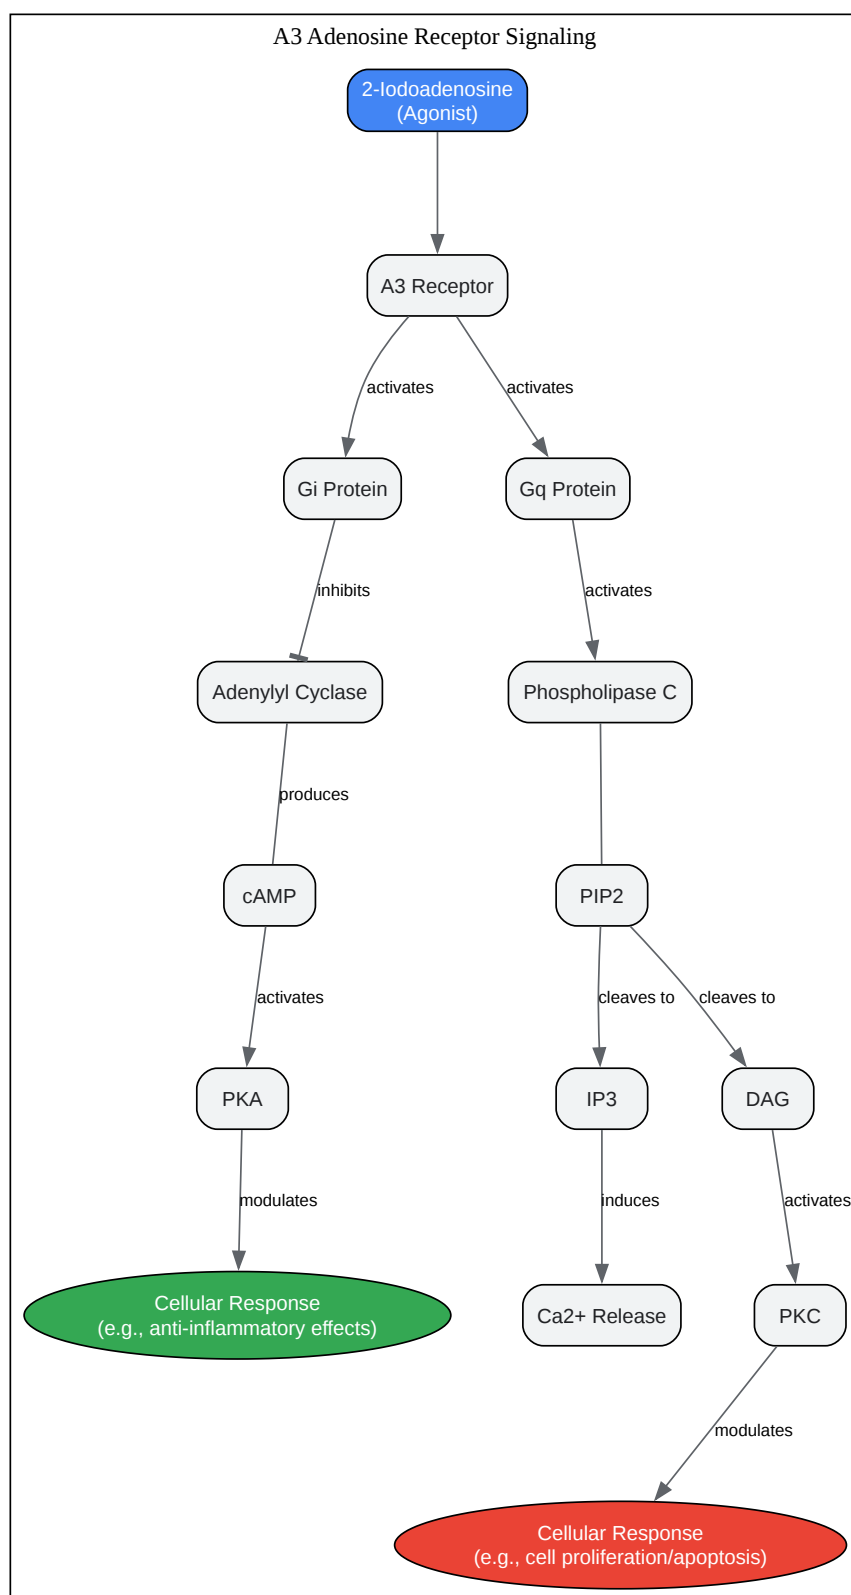 A3 Adenosine Receptor Signaling
2-Iodoadenosine
(Agonist)
A3 Receptor
activates
activates
Gi Protein
Gq Protein
inhibits
activates
Adenylyl Cyclase
Phospholipase C
produces
cAMP
PIP2
activates
cleaves to
cleaves to
PKA
IP3
DAG
modulates
induces
activates
Cellular Response
(e.g., anti-inflammatory effects)
Ca2+ Release
PKC
modulates
Cellular Response
(e.g., cell proliferation/apoptosis)